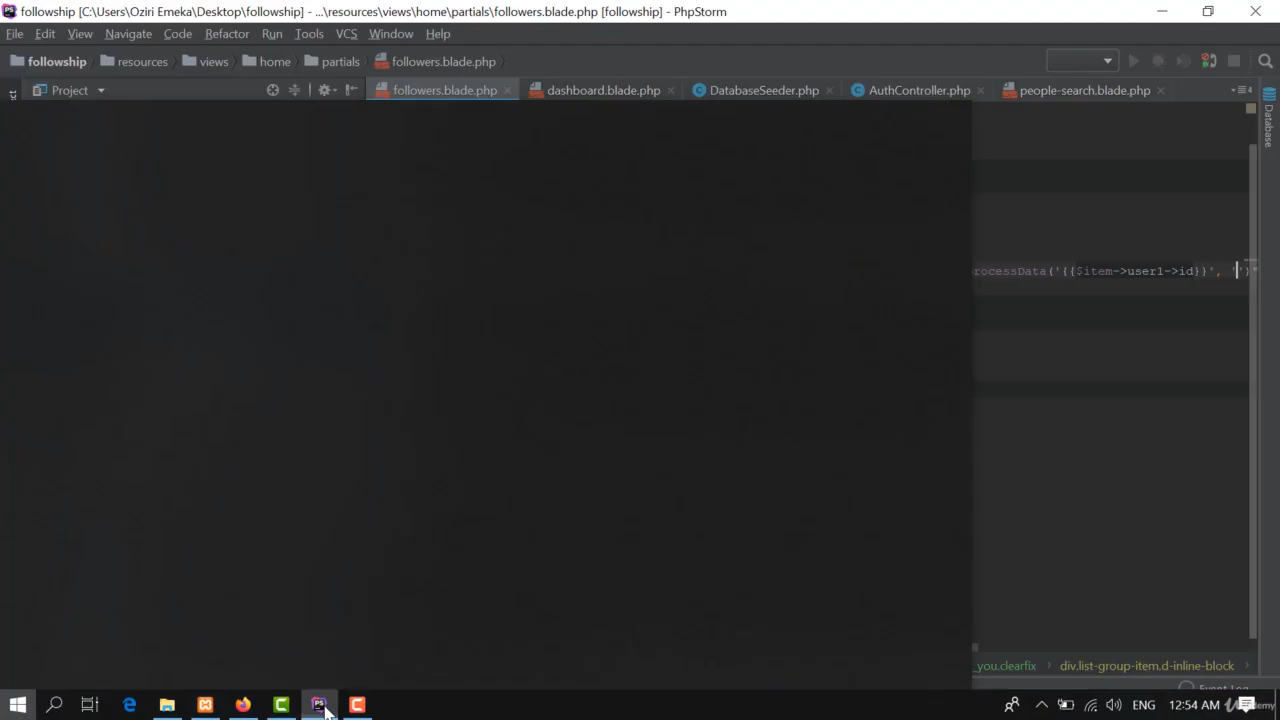 followship [C:\Users\Oziri Emeka\Desktop\followship] - ...\resources\views\home\partials\followers.blade.php [followship] - PhpStorm
File Edit View Navigate Code Refactor Run Tools VCS Window Help
followship resources views home partials followers.blade.php
Project followers.blade.php dashboard.blade.php DatabaseSeeder.php AuthController.php people-search.blade.php
Database
rocessData('{{$item->user1->id}}', '')"
_you.clearfix div.list-group-item.d-inline-block
Event Log
ENG 12:54 AM